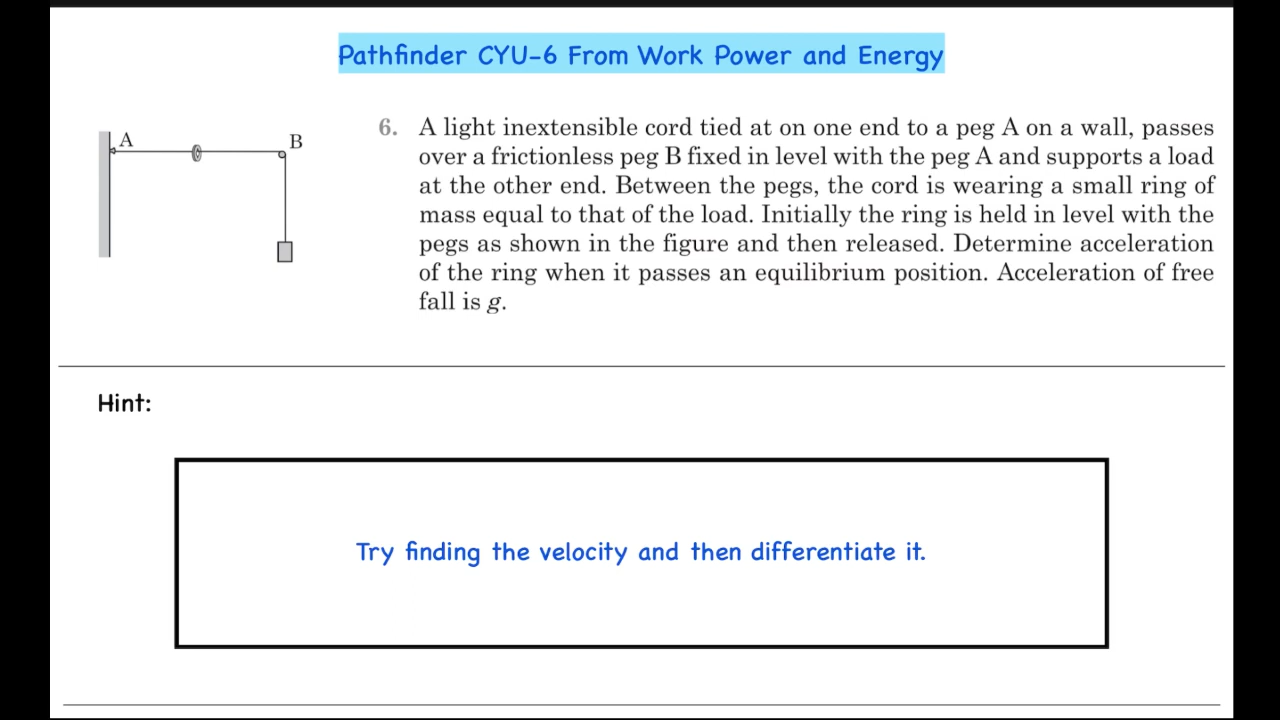 Pathfinder CYU-6 From Work Power and Energy
A
B
6. A light inextensible cord tied at on one end to a peg A on a wall, passes
over a frictionless peg B fixed in level with the peg A and supports a load
at the other end. Between the pegs, the cord is wearing a small ring of
mass equal to that of the load. Initially the ring is held in level with the
pegs as shown in the figure and then released. Determine acceleration
of the ring when it passes an equilibrium position. Acceleration of free
fall is g.
Hint:
Try finding the velocity and then differentiate it.